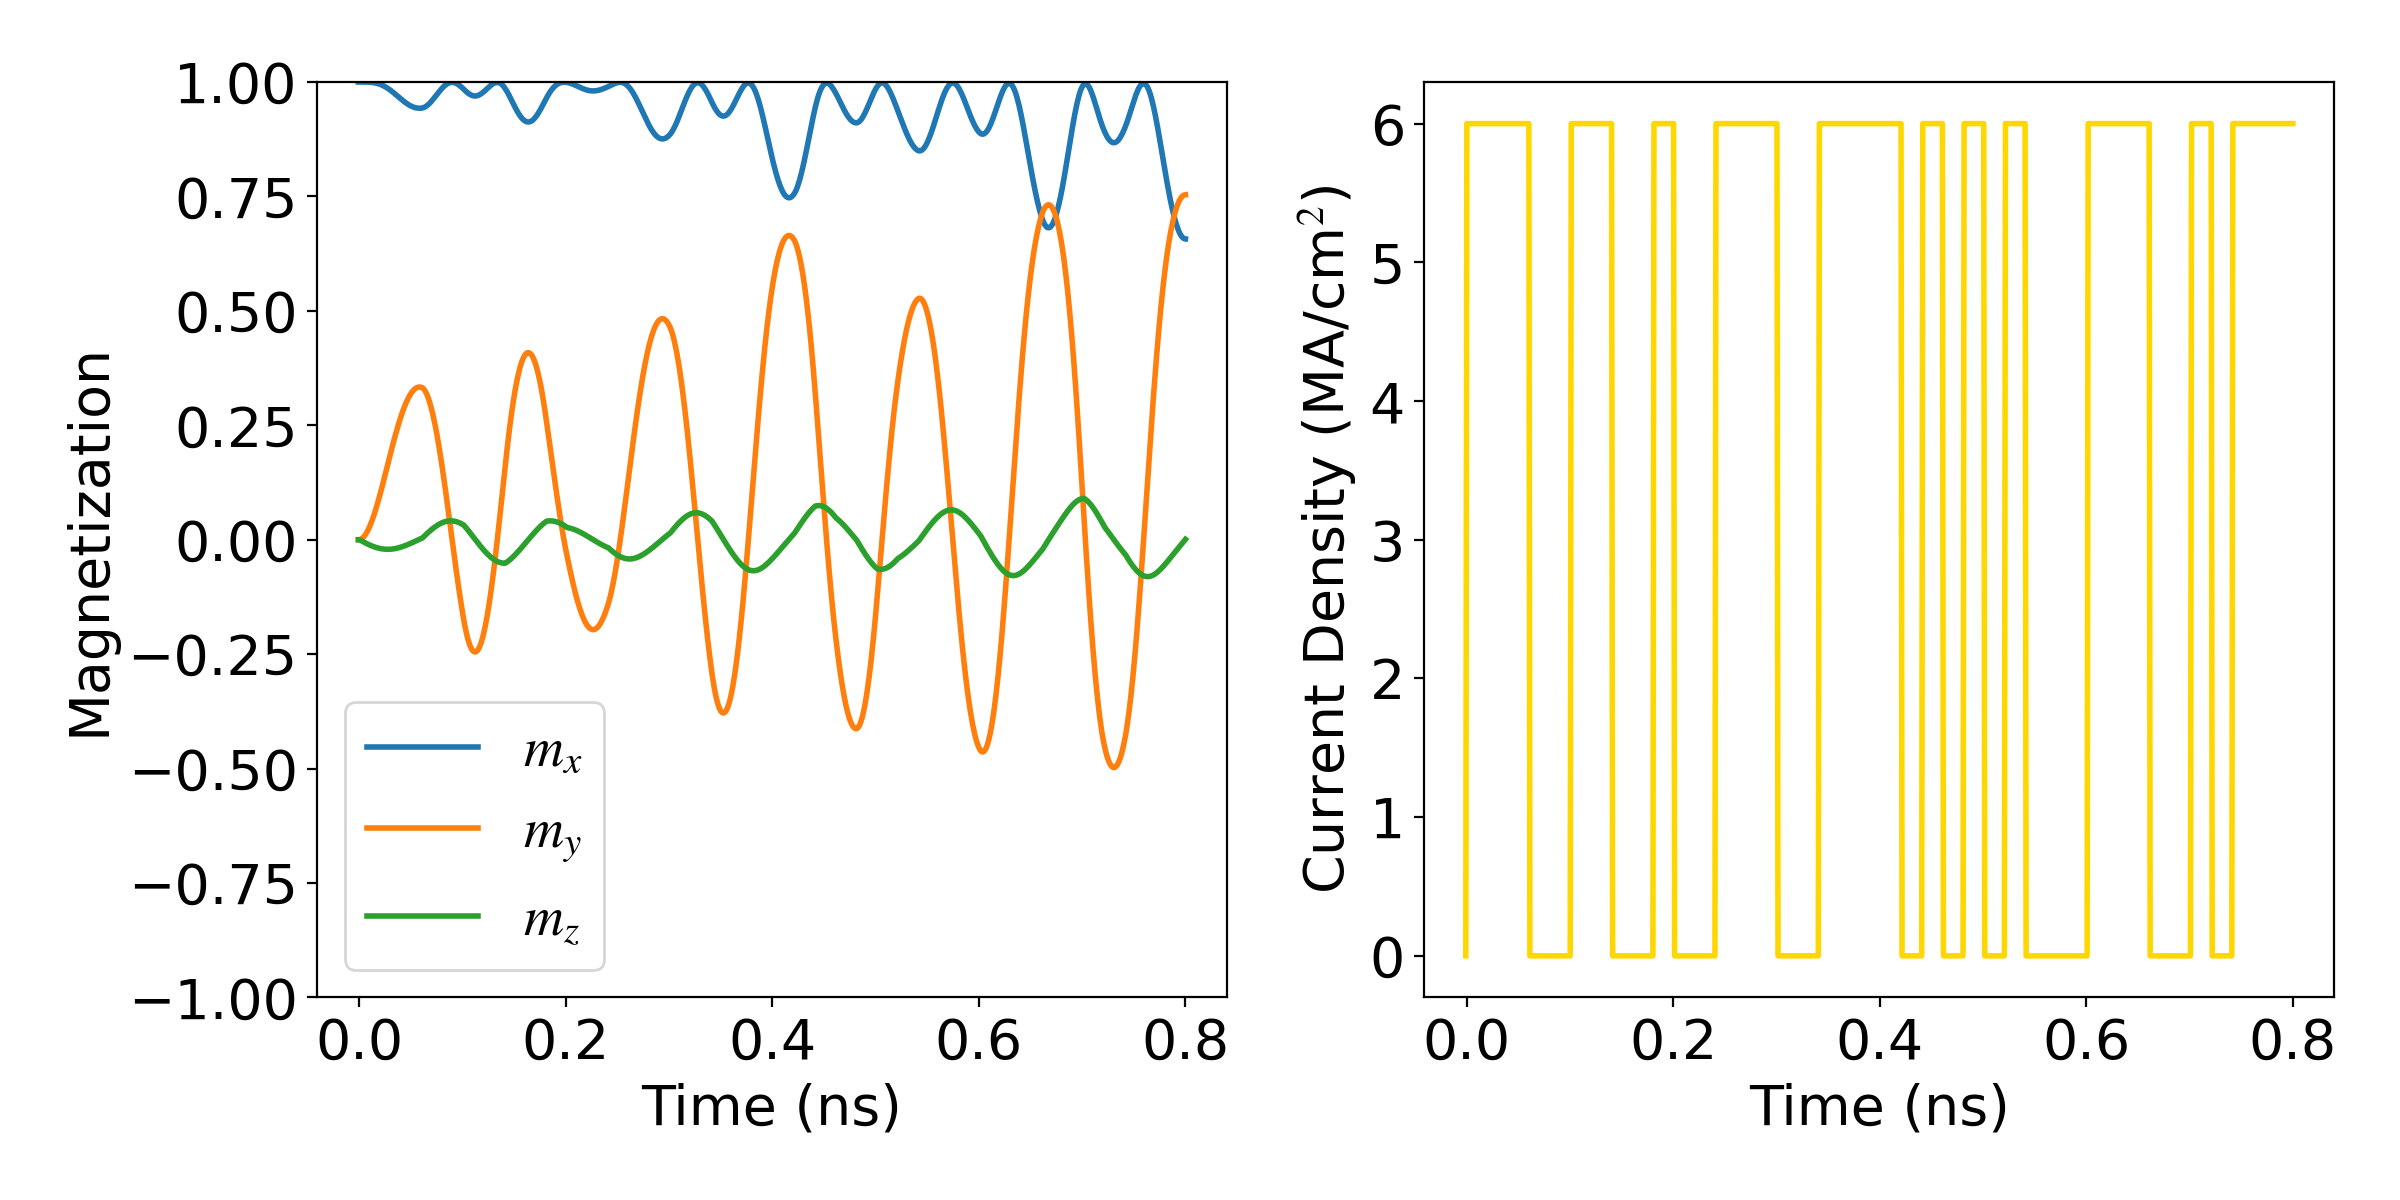 Magnetization
1.00
0.75
0.50
0.25
0.00
−0.25
−0.50
−0.75
−1.00
m_x
m_y
m_z
0.0 0.2 0.4 0.6 0.8
Time (ns)
Current Density (MA/cm²)
6
5
4
3
2
1
0
0.0 0.2 0.4 0.6 0.8
Time (ns)